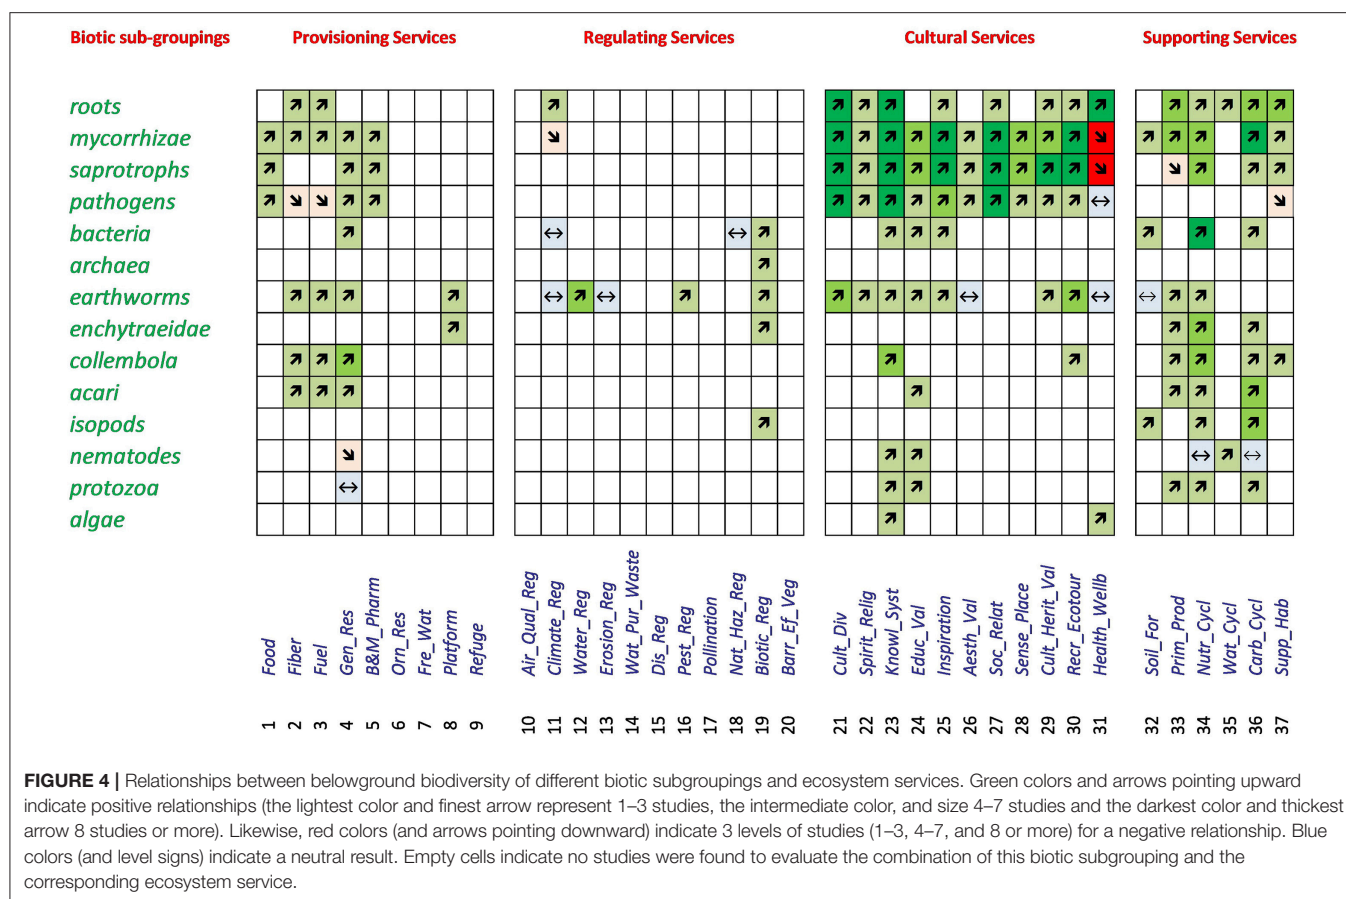 Biotic sub-groupings Provisioning Services Regulating Services Cultural Services Supporting Services
roots
mycorrhizae
saprotrophs
pathogens
bacteria
archaea
earthworms
enchytraeidae
collembola
acari
isopods
nematodes
protozoa
algae
Food
Fiber
Fuel
Gen_Res
B&M_Pharm
Orn_Res
Fre_Wat
Platform
Refuge
Air_Qual_Reg
Climate_Reg
Water_Reg
Erosion_Reg
Wat_Pur_Waste
Dis_Reg
Pest_Reg
Pollination
Nat_Haz_Reg
Biotic_Reg
Barr_Ef_Veg
Cult_Div
Spirit_Relig
Knowl_Syst
Educ_Val
Inspiration
Aesth_Val
Soc_Relat
Sense_Place
Cult_Herit_Val
Recr_Ecotour
Health_Wellb
Soil_For
Prim_Prod
Nutr_Cycl
Wat_Cycl
Carb_Cycl
Supp_Hab
1 2 3 4 5 6 7 8 9 10 11 12 13 14 15 16 17 18 19 20 21 22 23 24 25 26 27 28 29 30 31 32 33 34 35 36 37
FIGURE 4 | Relationships between belowground biodiversity of different biotic subgroupings and ecosystem services. Green colors and arrows pointing upward
indicate positive relationships (the lightest color and finest arrow represent 1–3 studies, the intermediate color, and size 4–7 studies and the darkest color and thickest
arrow 8 studies or more). Likewise, red colors (and arrows pointing downward) indicate 3 levels of studies (1–3, 4–7, and 8 or more) for a negative relationship. Blue
colors (and level signs) indicate a neutral result. Empty cells indicate no studies were found to evaluate the combination of this biotic subgrouping and the
corresponding ecosystem service.